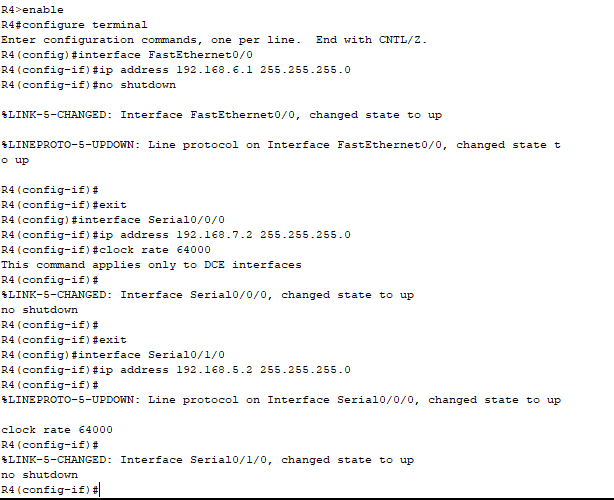 R4>enable
R4#configure terminal
Enter configuration commands, one per line.  End with CNTL/Z.
R4(config)#interface FastEthernet0/0
R4(config-if)#ip address 192.168.6.1 255.255.255.0
R4(config-if)#no shutdown
%LINK-5-CHANGED: Interface FastEthernet0/0, changed state to up
%LINEPROTO-5-UPDOWN: Line protocol on Interface FastEthernet0/0, changed state t
o up
R4(config-if)#
R4(config-if)#exit
R4(config)#interface Serial0/0/0
R4(config-if)#ip address 192.168.7.2 255.255.255.0
R4(config-if)#clock rate 64000
This command applies only to DCE interfaces
R4(config-if)#
%LINK-5-CHANGED: Interface Serial0/0/0, changed state to up
no shutdown
R4(config-if)#
R4(config-if)#exit
R4(config)#interface Serial0/1/0
R4(config-if)#ip address 192.168.5.2 255.255.255.0
R4(config-if)#
%LINEPROTO-5-UPDOWN: Line protocol on Interface Serial0/0/0, changed state to up
clock rate 64000
R4(config-if)#
%LINK-5-CHANGED: Interface Serial0/1/0, changed state to up
no shutdown
R4(config-if)#